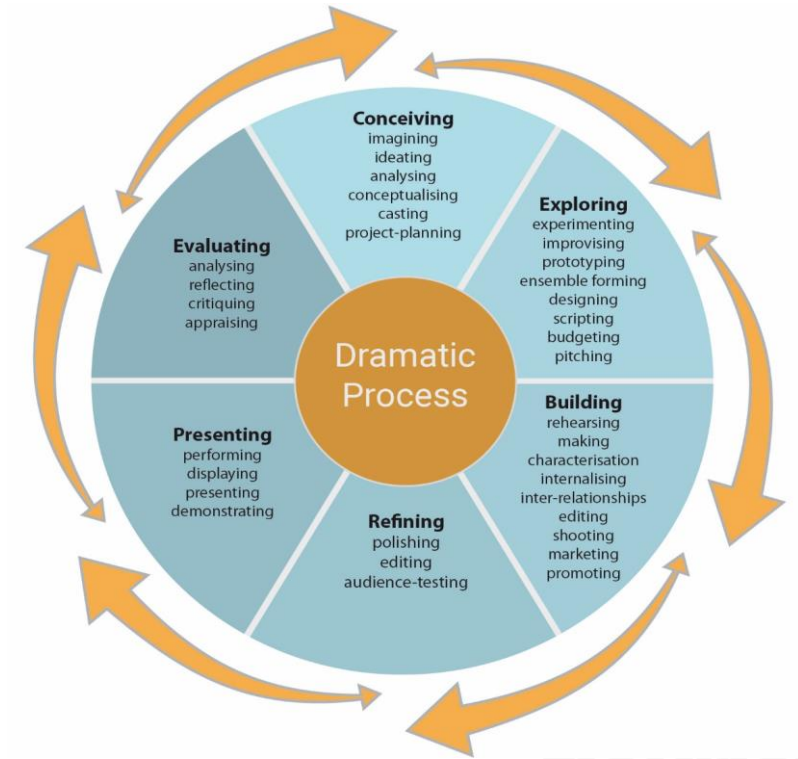 Conceiving
imagining
ideating
analysing
conceptualising
casting
project-planning
Exploring
experimenting
improvising
prototyping
ensemble forming
designing
scripting
budgeting
pitching
Building
rehearsing
making
characterisation
internalising
inter-relationships
editing
shooting
marketing
promoting
Refining
polishing
editing
audience-testing
Presenting
performing
displaying
presenting
demonstrating
Evaluating
analysing
reflecting
critiquing
appraising
Dramatic
Process